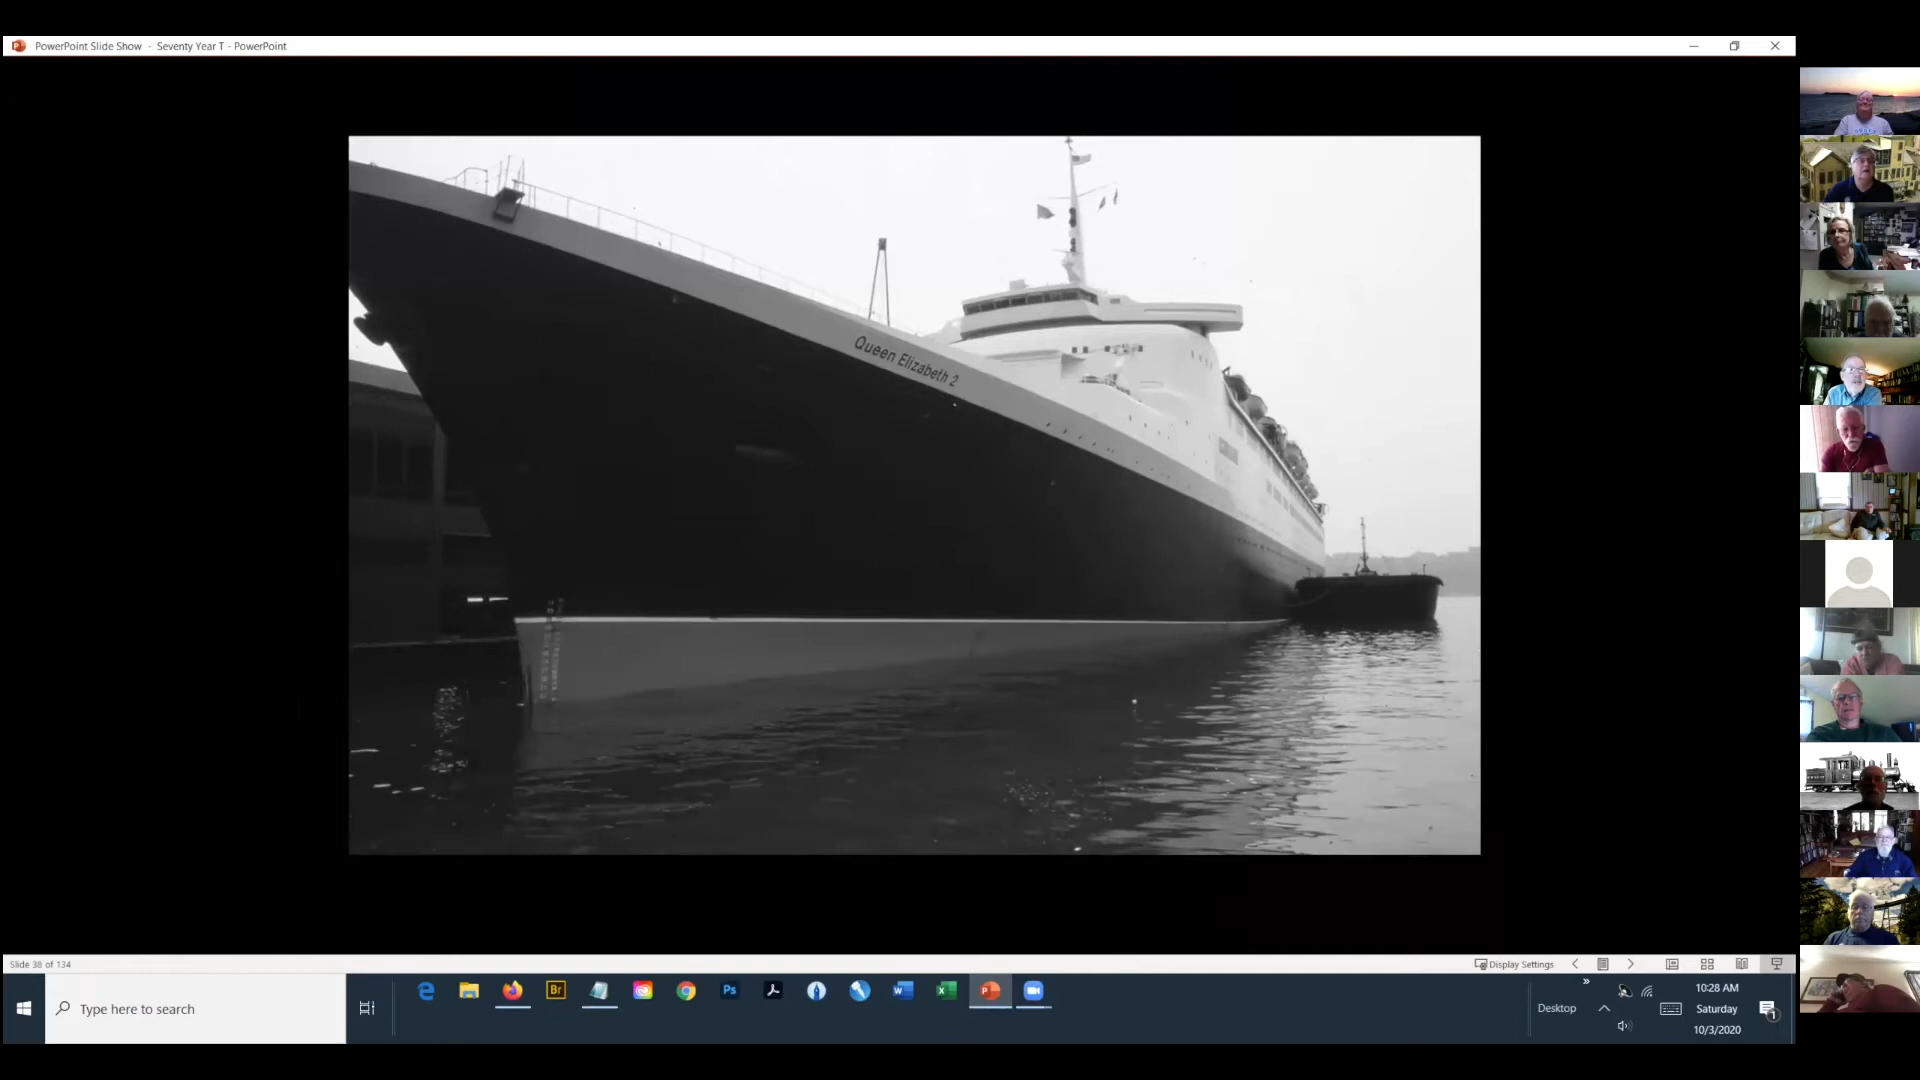 PowerPoint Slide Show - Seventy Year T - PowerPoint
Queen Elizabeth 2
Slide 38 of 134
Display Settings
Type here to search
Br
Ps
Desktop
10:28 AM
Saturday
10/3/2020
1